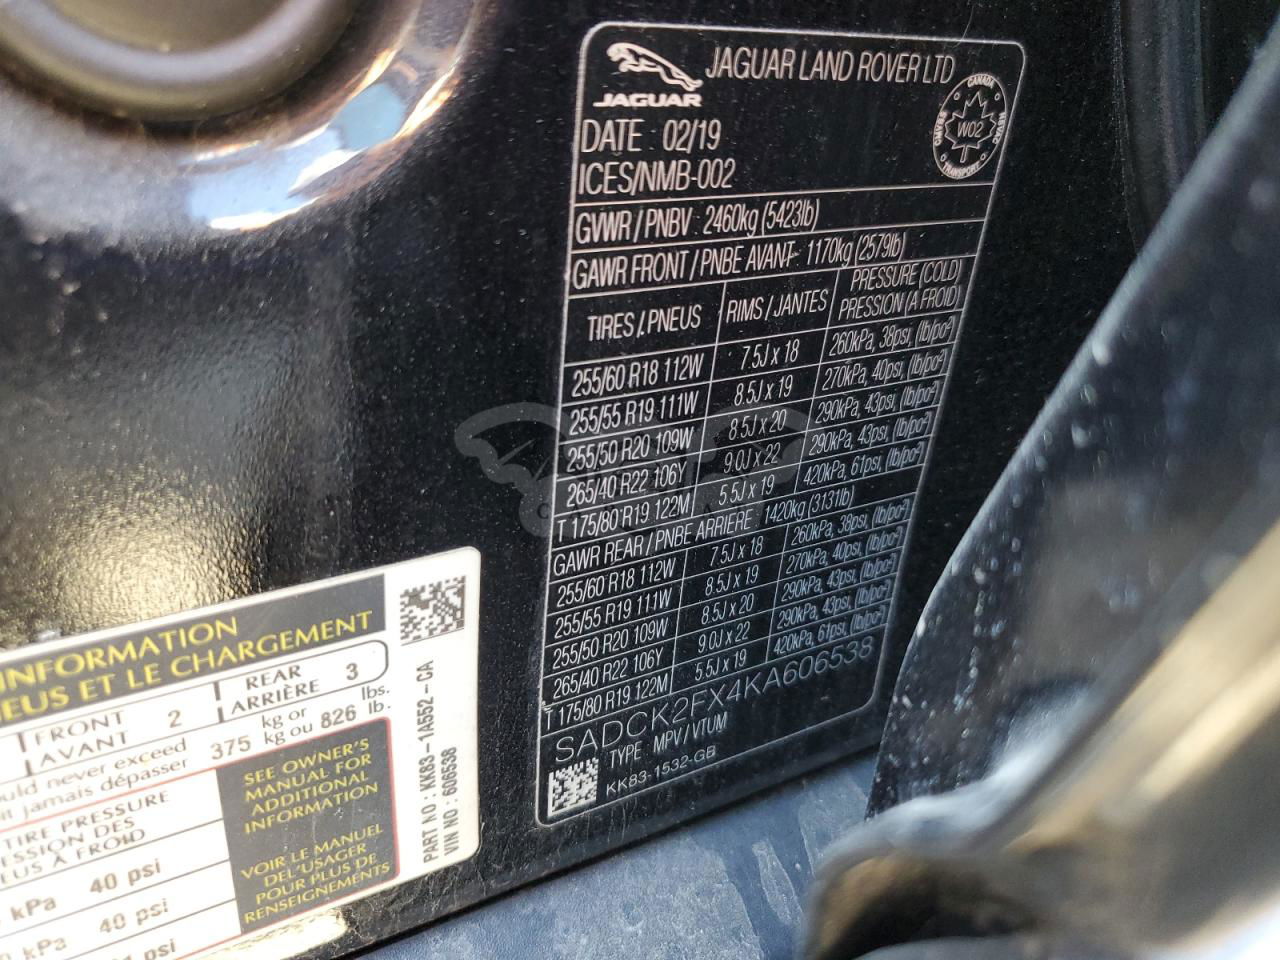 JAGUAR
JAGUAR LAND ROVER LTD
CANADA
W02
TRANSPORT
DATE : 02/19
ICES/NMB-002
GVWR / PNBV : 2460kg (5423lb)
GAWR FRONT / PNBE AVANT : 1170kg (2579lb)
TIRES / PNEUS RIMS / JANTES PRESSURE (COLD)
PRESSION (A FROID)
255/60 R18 112W 7.5J x 18 260kPa, 38psi, (lb/po²)
255/55 R19 111W 8.5J x 19 270kPa, 40psi, (lb/po²)
255/50 R20 109W 8.5J x 20 290kPa, 43psi, (lb/po²)
265/40 R22 106Y 9.0J x 22 290kPa, 43psi, (lb/po²)
T 175/80 R19 122M 5.5J x 19 420kPa, 61psi, (lb/po²)
GAWR REAR / PNBE ARRIERE : 1420kg (3131lb)
255/60 R18 112W 7.5J x 18 260kPa, 38psi, (lb/po²)
255/55 R19 111W 8.5J x 19 270kPa, 40psi, (lb/po²)
255/50 R20 109W 8.5J x 20 290kPa, 43psi, (lb/po²)
265/40 R22 106Y 9.0J x 22 290kPa, 43psi, (lb/po²)
T 175/80 R19 122M 5.5J x 19 420kPa, 61psi, (lb/po²)
SADCK2FX4KA606538
TYPE : MPV / VTUM
KK83-1532-GB
INFORMATION
ET LE CHARGEMENT
FRONT
AVANT 2 REAR
ARRIÈRE 3
never exceed
jamais dépasser 375 kg or
kg ou 826 lbs.
lb.
TIRE PRESSURE
DES
À FROID
kPa 40 psi
kPa 40 psi
psi
SEE OWNER'S
MANUAL FOR
ADDITIONAL
INFORMATION
VOIR LE MANUEL
DE L'USAGER
POUR PLUS DE
RENSEIGNEMENTS
PART NO : KK83-1A552-CA
VIN NO : 606538